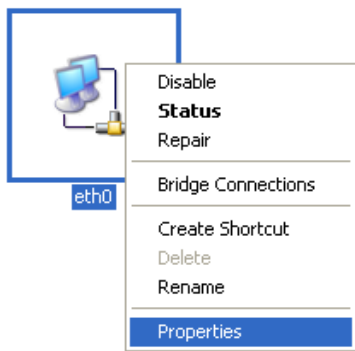 Disable
Status
Repair
Bridge Connections
eth0
Create Shortcut
Delete
Rename
Properties